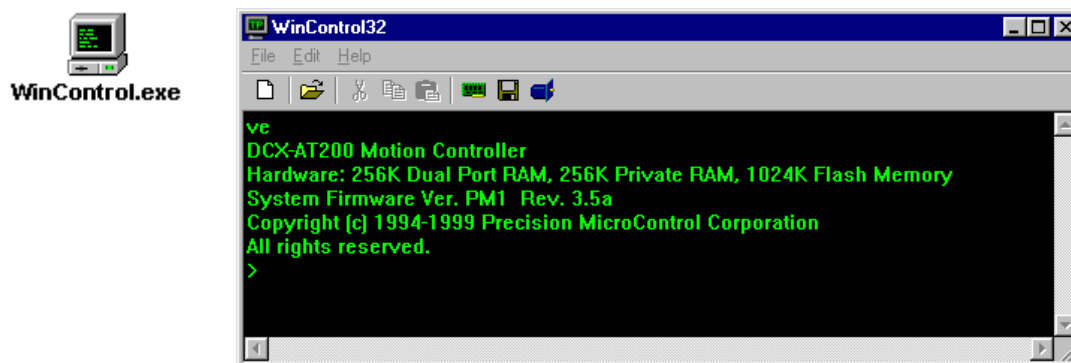 WinControl.exe
TP WinControl32
File Edit Help
ve
DCX-AT200 Motion Controller
Hardware: 256K Dual Port RAM, 256K Private RAM, 1024K Flash Memory
System Firmware Ver. PM1  Rev. 3.5a
Copyright (c) 1994-1999 Precision MicroControl Corporation
All rights reserved.
>